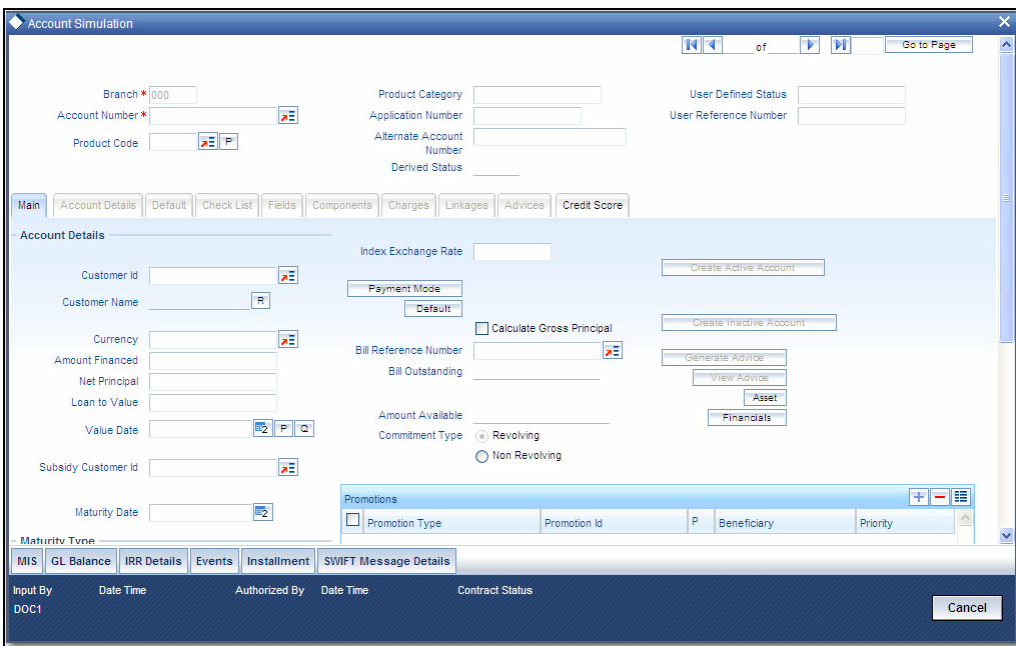 Account Simulation
of Go to Page
Branch * 000 Product Category User Defined Status
Account Number * Application Number User Reference Number
Product Code P Alternate Account
Number
Derived Status
Main Account Details Default Check List Fields Components Charges Linkages Advices Credit Score
Account Details
Index Exchange Rate
Create Active Account
Customer Id
Payment Mode
Customer Name R
Default
Create Inactive Account
Calculate Gross Principal
Currency
Bill Reference Number
Amount Financed Generate Advice
Bill Outstanding
Net Principal View Advice
Loan to Value Asset
Amount Available Financials
Value Date 2 P Q
Commitment Type Revolving
Non Revolving
Subsidy Customer Id
Promotions
Maturity Date 2
Promotion Type Promotion Id P Beneficiary Priority
Maturity Type
MIS GL Balance IRR Details Events Installment SWIFT Message Details
Input By Date Time Authorized By Date Time Contract Status
DOC1 Cancel